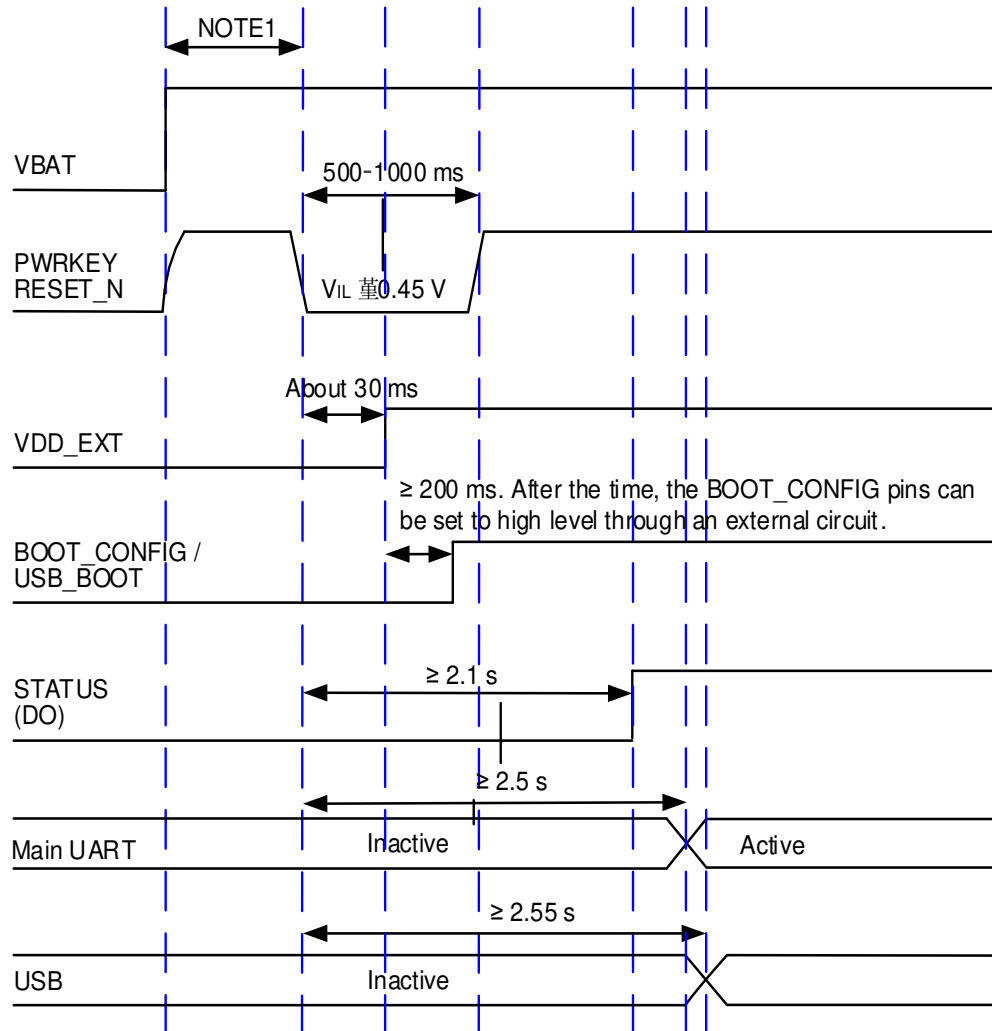 NOTE1
VBAT
500-1000 ms
PWRKEY
RESET_N
VIL 菫0.45 V
About 30 ms
VDD_EXT
≥ 200 ms. After the time, the BOOT_CONFIG pins can
be set to high level through an external circuit.
BOOT_CONFIG /
USB_BOOT
≥ 2.1 s
STATUS
(DO)
≥ 2.5 s
Main UART
Inactive
Active
≥ 2.55 s
USB
Inactive